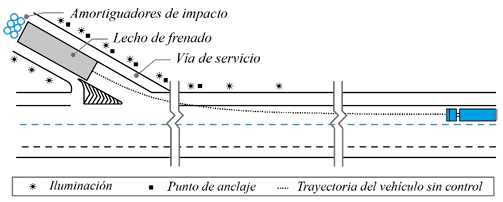 Amortiguadores de impacto
Lecho de frenado
Vía de servicio
Iluminación
Punto de anclaje
Trayectoria del vehículo sin control